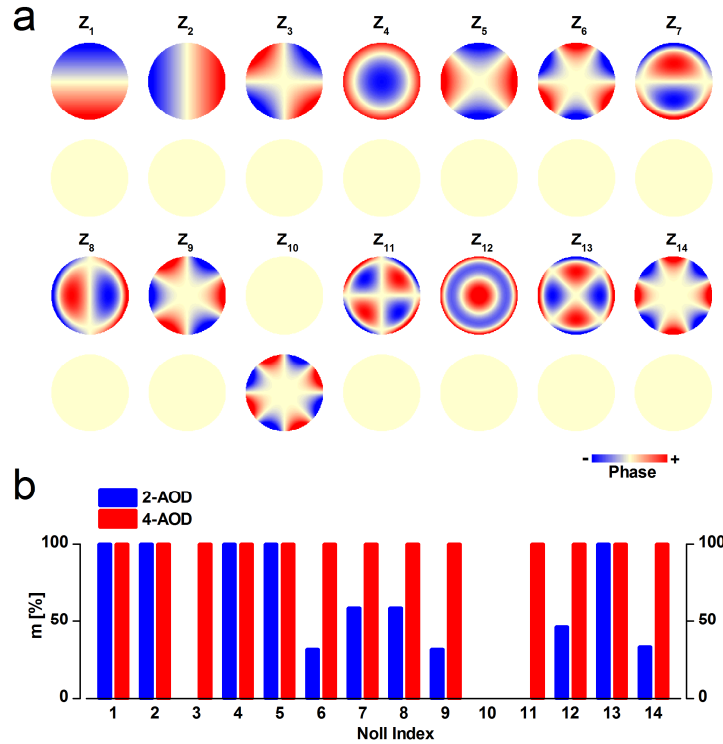 a
Z1 Z2 Z3 Z4 Z5 Z6 Z7
Z8 Z9 Z10 Z11 Z12 Z13 Z14
- +
Phase
b
2-AOD
4-AOD
100 100
50 50
0 0
m [%]
1 2 3 4 5 6 7 8 9 10 11 12 13 14
Noll Index